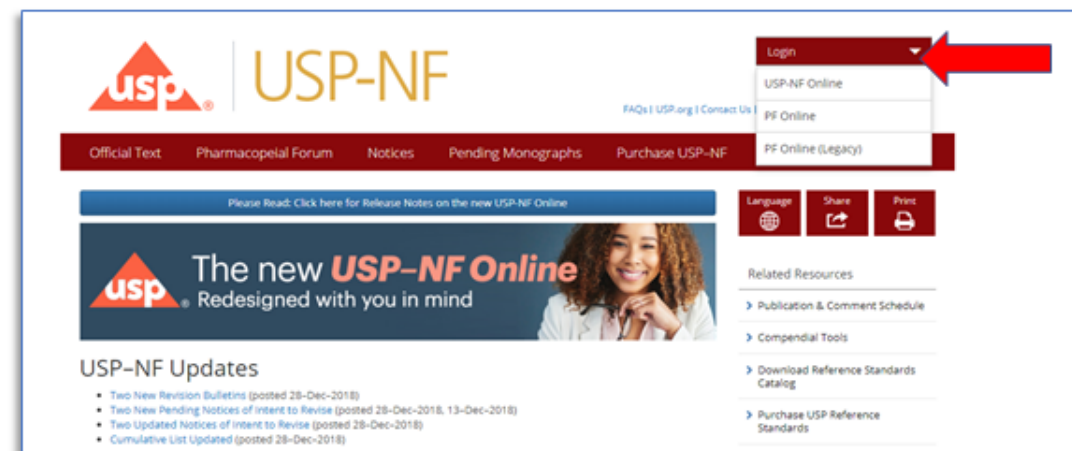 usp®
USP-NF
Login
USP-NF Online
PF Online
PF Online (Legacy)
FAQs | USP.org | Contact Us |
Official Text
Pharmacopeial Forum
Notices
Pending Monographs
Purchase USP–NF
Please Read: Click here for Release Notes on the new USP-NF Online
Language
Share
Print
usp®
The new USP–NF Online
Redesigned with you in mind
Related Resources
Publication & Comment Schedule
Compendial Tools
Download Reference Standards
Catalog
Purchase USP Reference
Standards
USP–NF Updates
Two New Revision Bulletins (posted 28–Dec–2018)
Two New Pending Notices of Intent to Revise (posted 28–Dec–2018, 13–Dec–2018)
Two Updated Notices of Intent to Revise (posted 28–Dec–2018)
Cumulative List Updated (posted 28–Dec–2018)